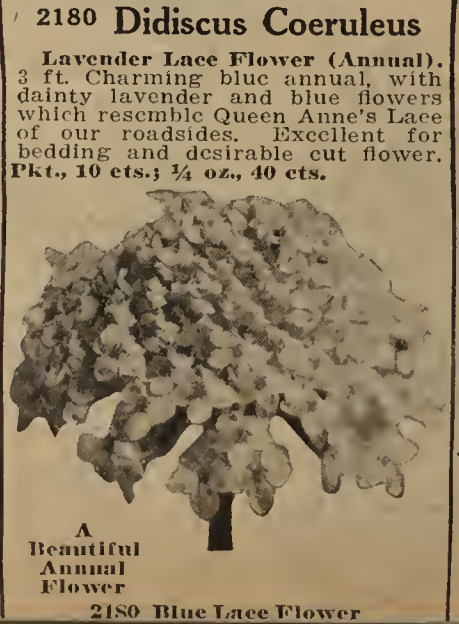 2180 Didiscus Coeruleus
Lavender Lace Flower (Annual).
3 ft. Charming blue annual, with
dainty lavender and blue flowers
which resemble Queen Anne's Lace
of our roadsides. Excellent for
bedding and desirable cut flower.
Pkt., 10 cts.; ¼ oz., 40 cts.
A
Beautiful
Annual
Flower
2180 Blue Lace Flower